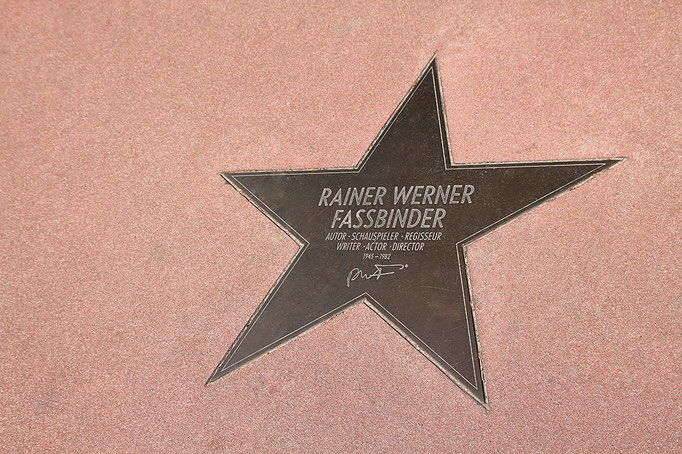 RAINER WERNER
FASSBINDER
AUTOR · SCHAUSPIELER · REGISSEUR
WRITER · ACTOR · DIRECTOR
1945 – 1982